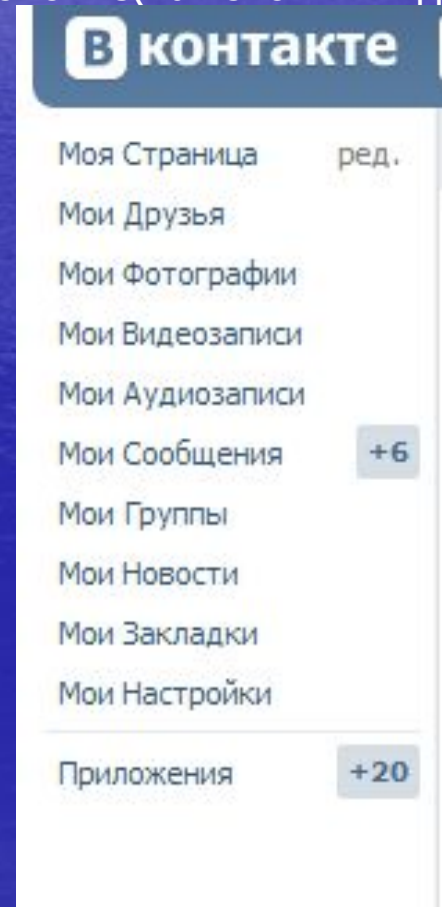 В контакте
Моя Страница ред.
Мои Друзья
Мои Фотографии
Мои Видеозаписи
Мои Аудиозаписи
Мои Сообщения +6
Мои Группы
Мои Новости
Мои Закладки
Мои Настройки
Приложения +20